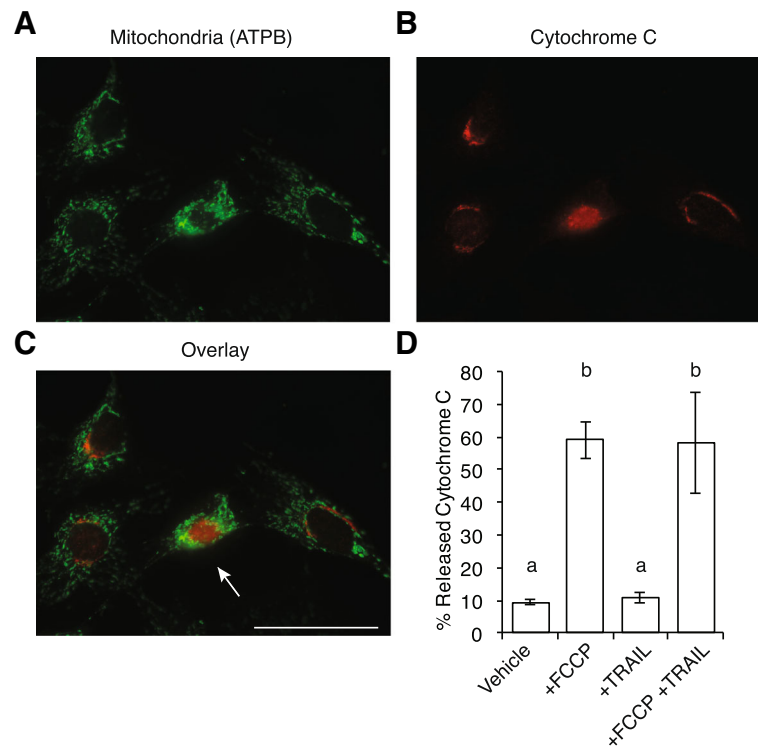 A
Mitochondria (ATPB)
B
Cytochrome C
C
Overlay
D
% Released Cytochrome C
80
70
60
50
40
30
20
10
0
b
b
a
a
Vehicle
+FCCP
+TRAIL
+FCCP +TRAIL